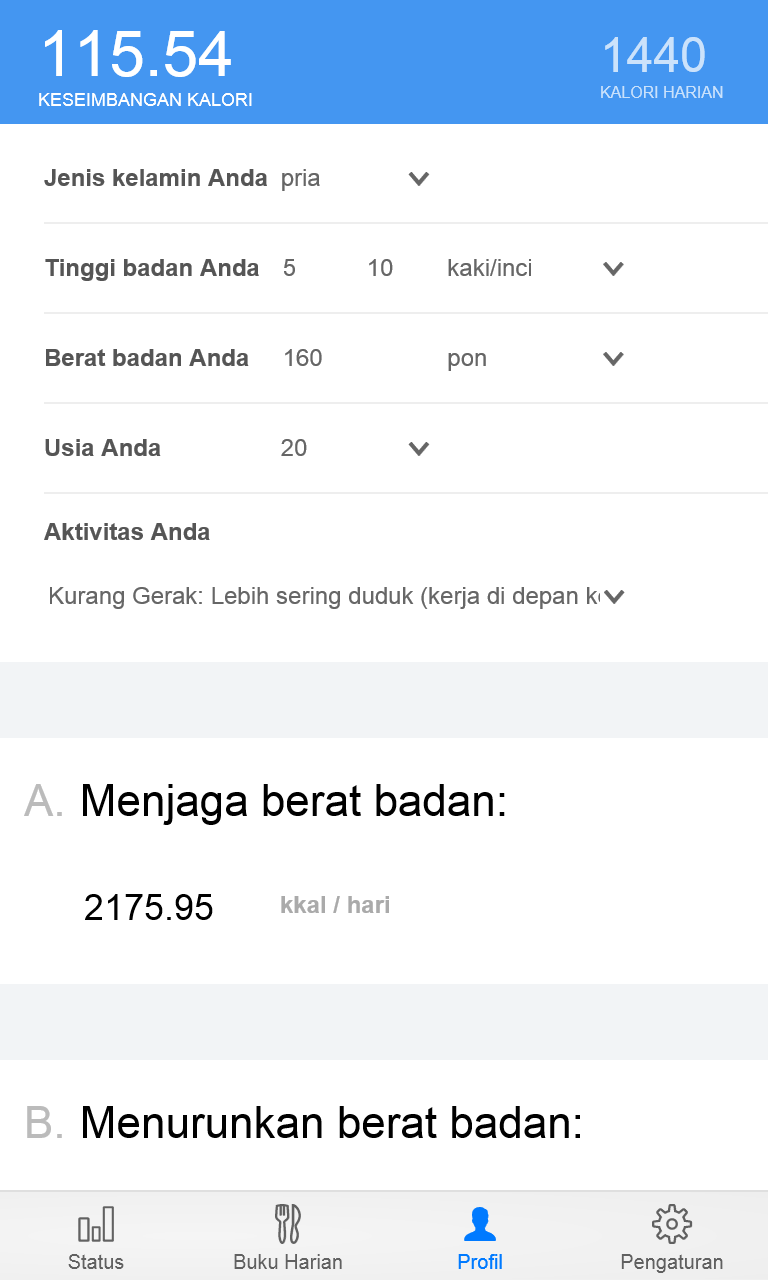 115.54
1440
KESEIMBANGAN KALORI
KALORI HARIAN
Jenis kelamin Anda pria
Tinggi badan Anda 5 10 kaki/inci
Berat badan Anda 160 pon
Usia Anda 20
Aktivitas Anda
Kurang Gerak: Lebih sering duduk (kerja di depan
A. Menjaga berat badan:
2175.95 kkal / hari
B. Menurunkan berat badan:
Status Buku Harian Profil Pengaturan